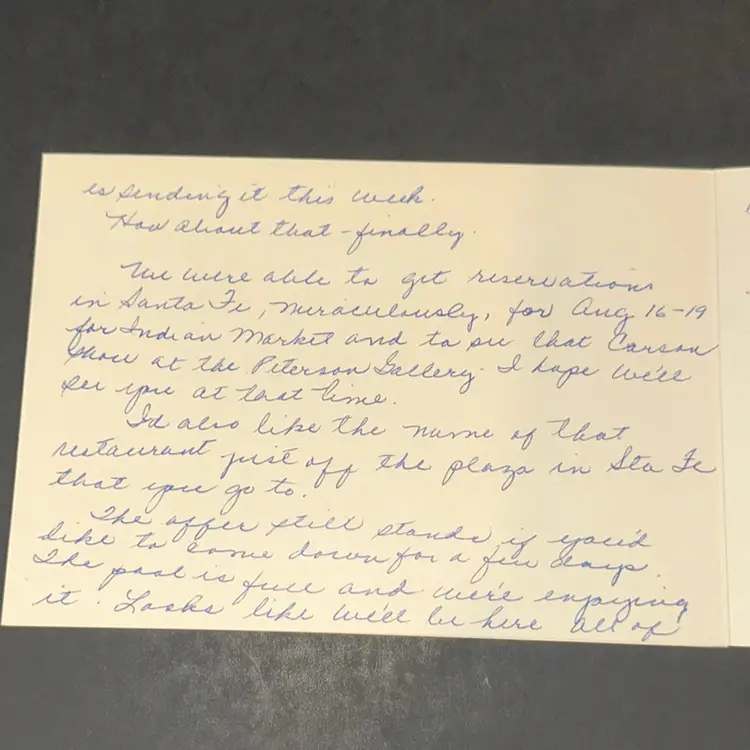 is sending it this week.
How about that - finally.
We were able to get reservations
in Santa Fe, miraculously, for Aug 16-19
for Indian Market and to see that Carson
show at the Peterson Gallery. I hope we'll
see you at that time.
I'd also like the name of that
restaurant just off the plaza in Sta Fe
that you go to.
The offer still stands if you'd
like to come down for a few days.
The pool is full and we're enjoying
it. Looks like we'll be here all of